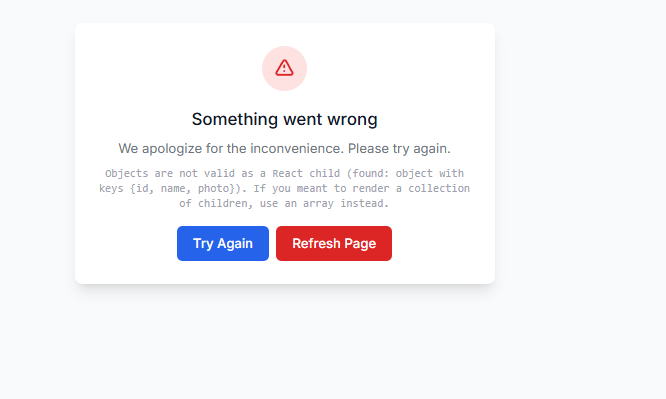 Something went wrong
We apologize for the inconvenience. Please try again.
Objects are not valid as a React child (found: object with
keys {id, name, photo}). If you meant to render a collection
of children, use an array instead.
Try Again
Refresh Page